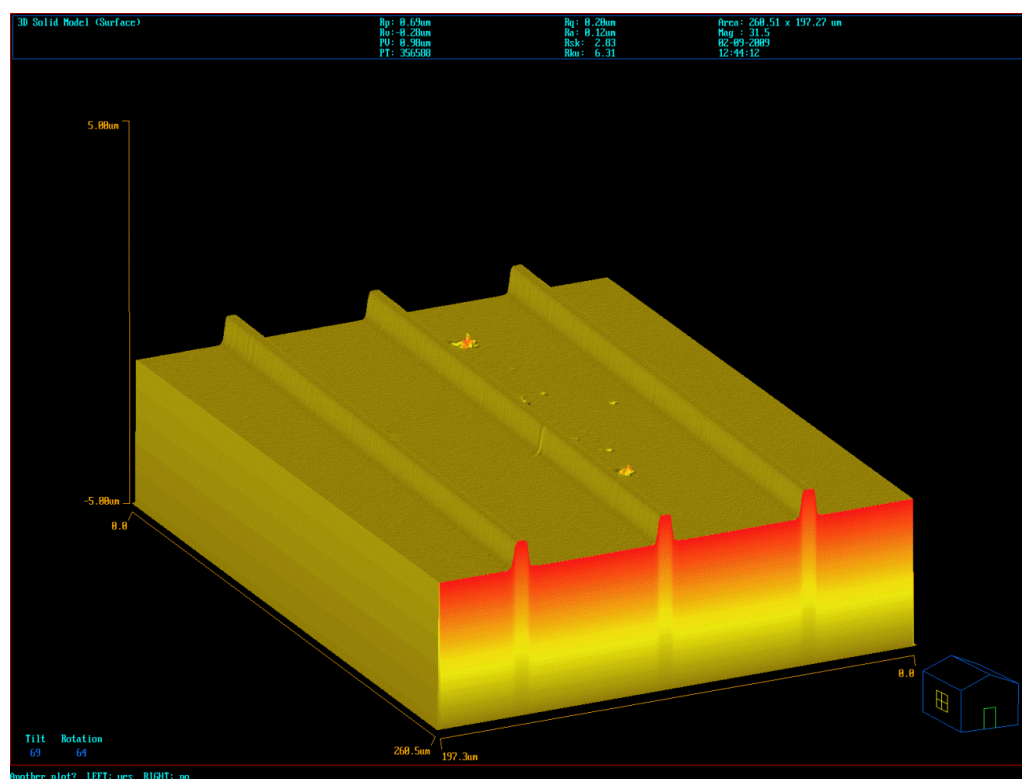 3D Solid Model (Surface)
Rp: 0.69um
Rv:-0.28um
PV: 0.98um
PT: 356588
Rq: 0.20um
Ra: 0.12um
Rsk: 2.83
Rku: 6.31
Area: 260.51 x 197.27 um
Mag : 31.5
02-09-2009
12:44:12
5.00um
-5.00um
0.0
0.0
260.5um
197.3um
Tilt Rotation
69 64
Another plot? LEFT: yes RIGHT: no